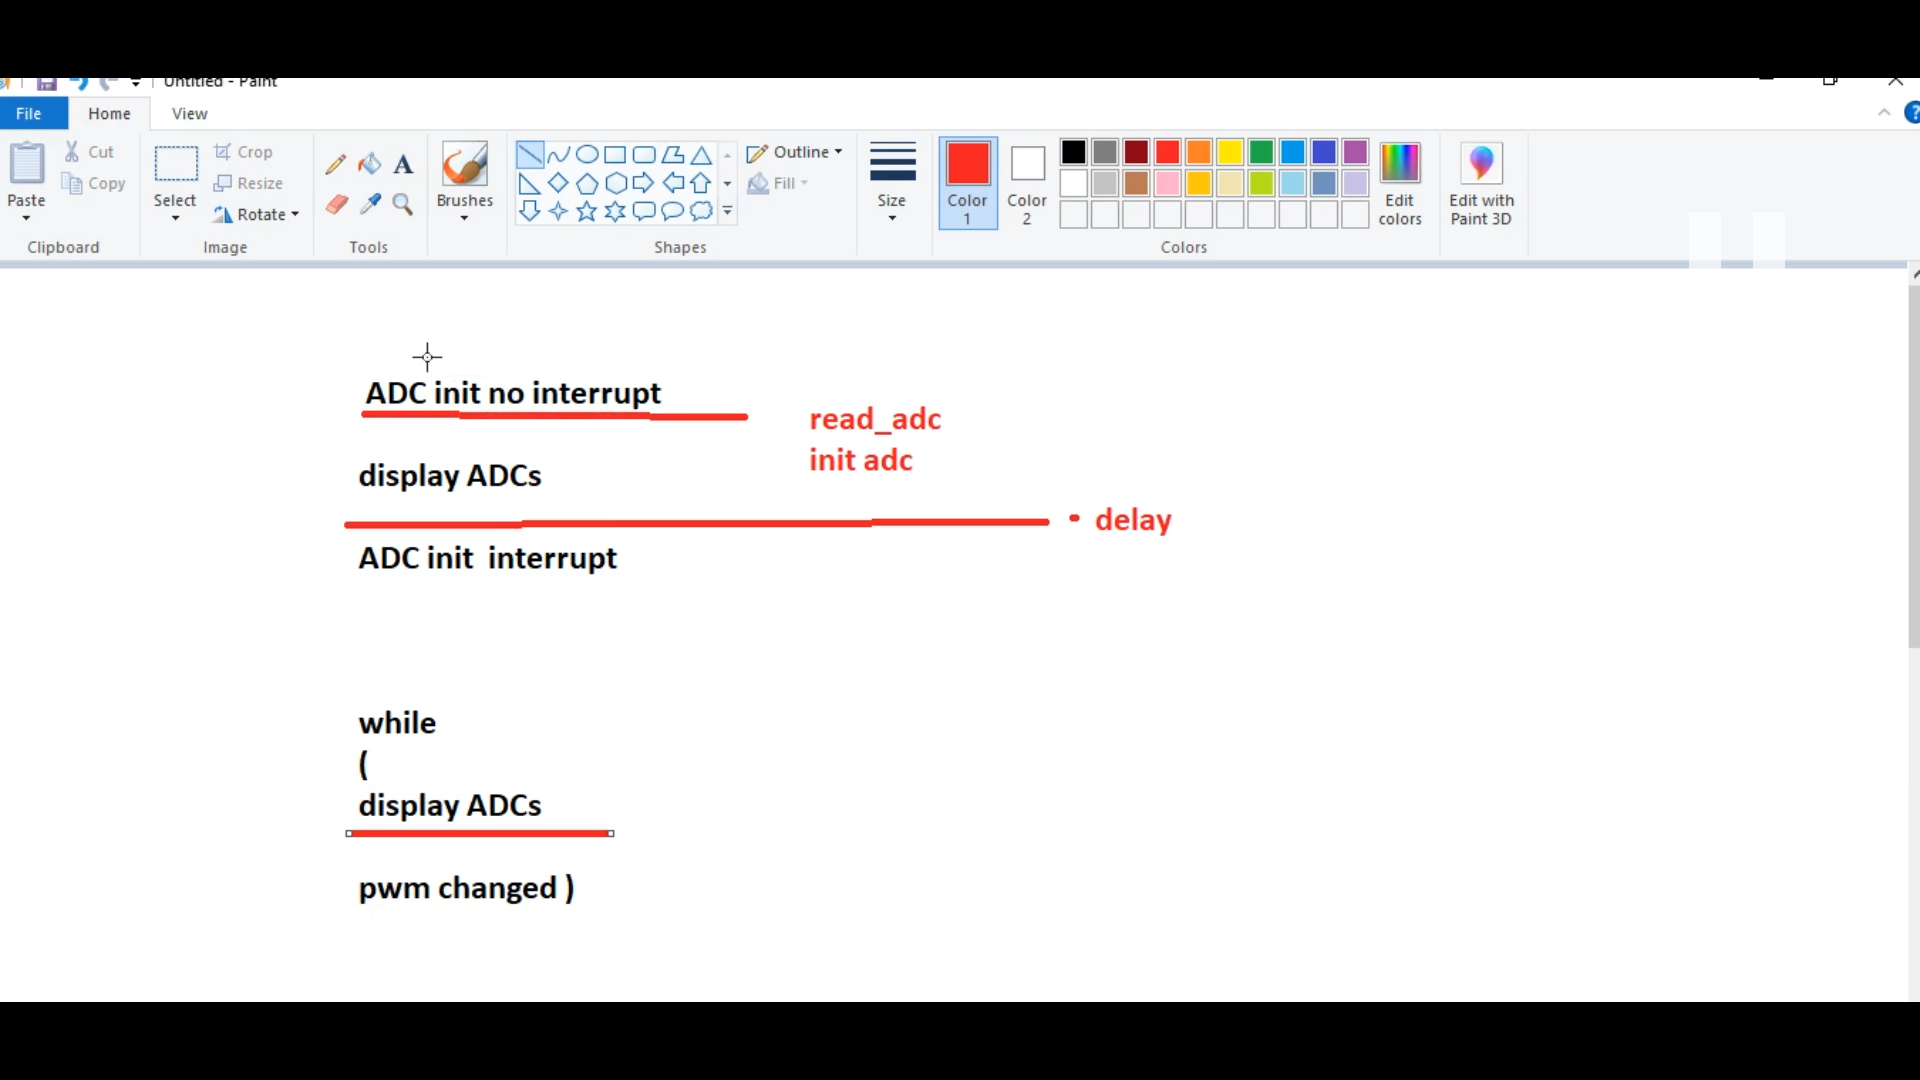 Untitled - Paint
File Home View
Paste
Cut
Copy
Clipboard
Select
Crop
Resize
Rotate
Image
A
Tools
Brushes
Shapes
Outline
Fill
Size
Color 1
Color 2
Colors
Edit colors
Edit with Paint 3D
?
ADC init no interrupt
read_adc
init adc
display ADCs
• delay
ADC init  interrupt
while
(
display ADCs
pwm changed )